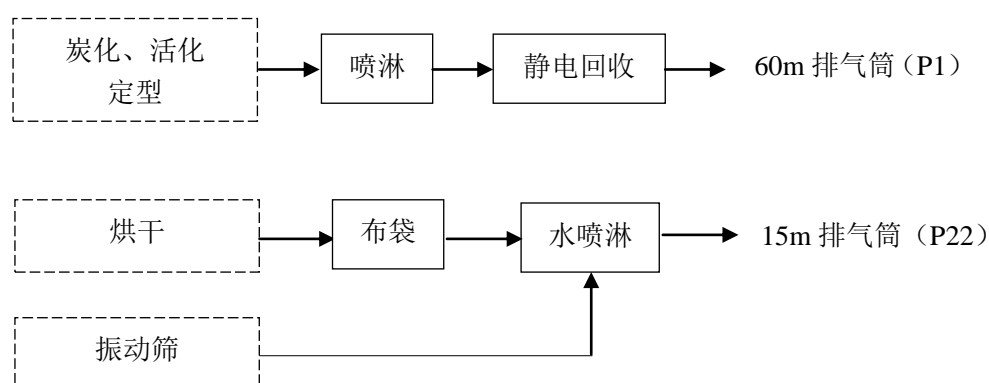 炭化、活化
定型
喷淋
静电回收
60m 排气筒（P1）
烘干
布袋
水喷淋
15m 排气筒（P22）
振动筛